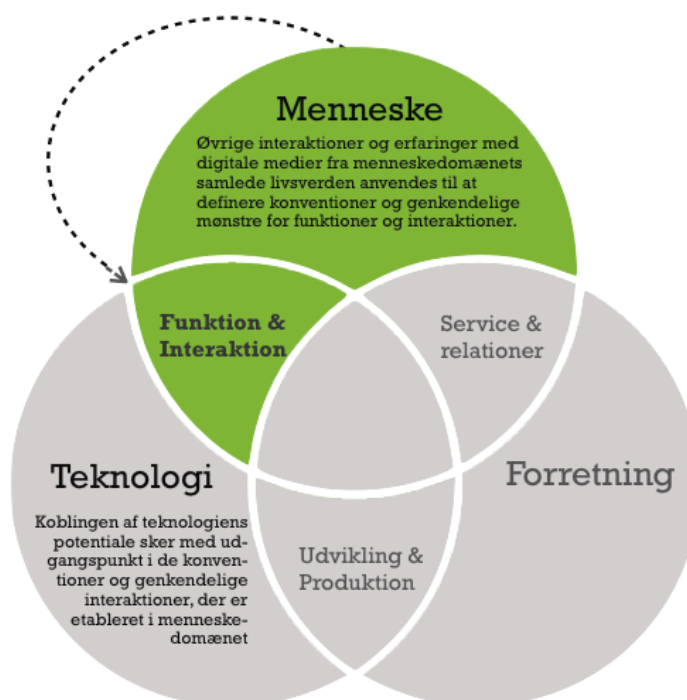 Menneske
Øvrige interaktioner og erfaringer med
digitale medier fra menneskedomænets
samlede livsverden anvendes til at
definere konventioner og genkendelige
mønstre for funktioner og interaktioner.
Funktion &
Interaktion
Service &
relationer
Teknologi
Koblingen af teknologiens
potentiale sker med ud-
gangspunkt i de konven-
tioner og genkendelige
interaktioner, der er
etableret i menneske-
domænet
Forretning
Udvikling &
Produktion